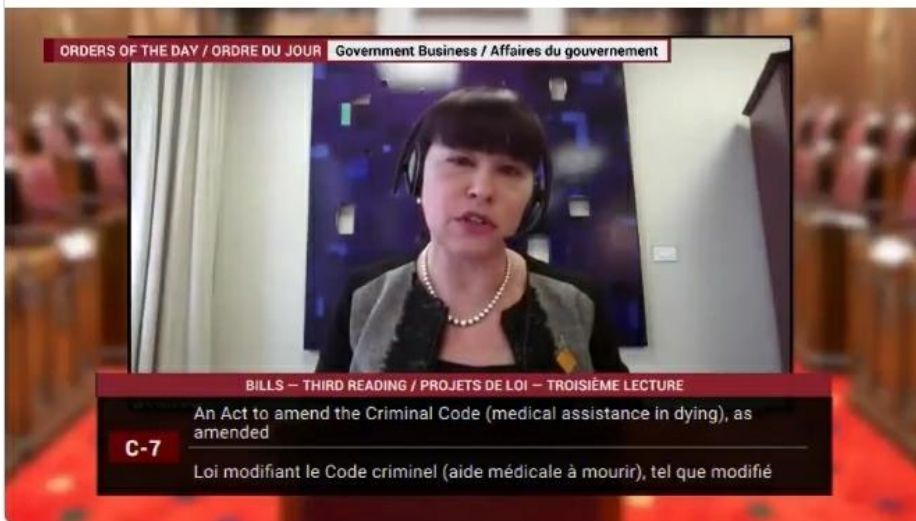 ORDERS OF THE DAY / ORDRE DU JOUR Government Business / Affaires du gouvernement
BILLS — THIRD READING / PROJETS DE LOI — TROISIÈME LECTURE
C-7
An Act to amend the Criminal Code (medical assistance in dying), as
amended
Loi modifiant le Code criminel (aide médicale à mourir), tel que modifié